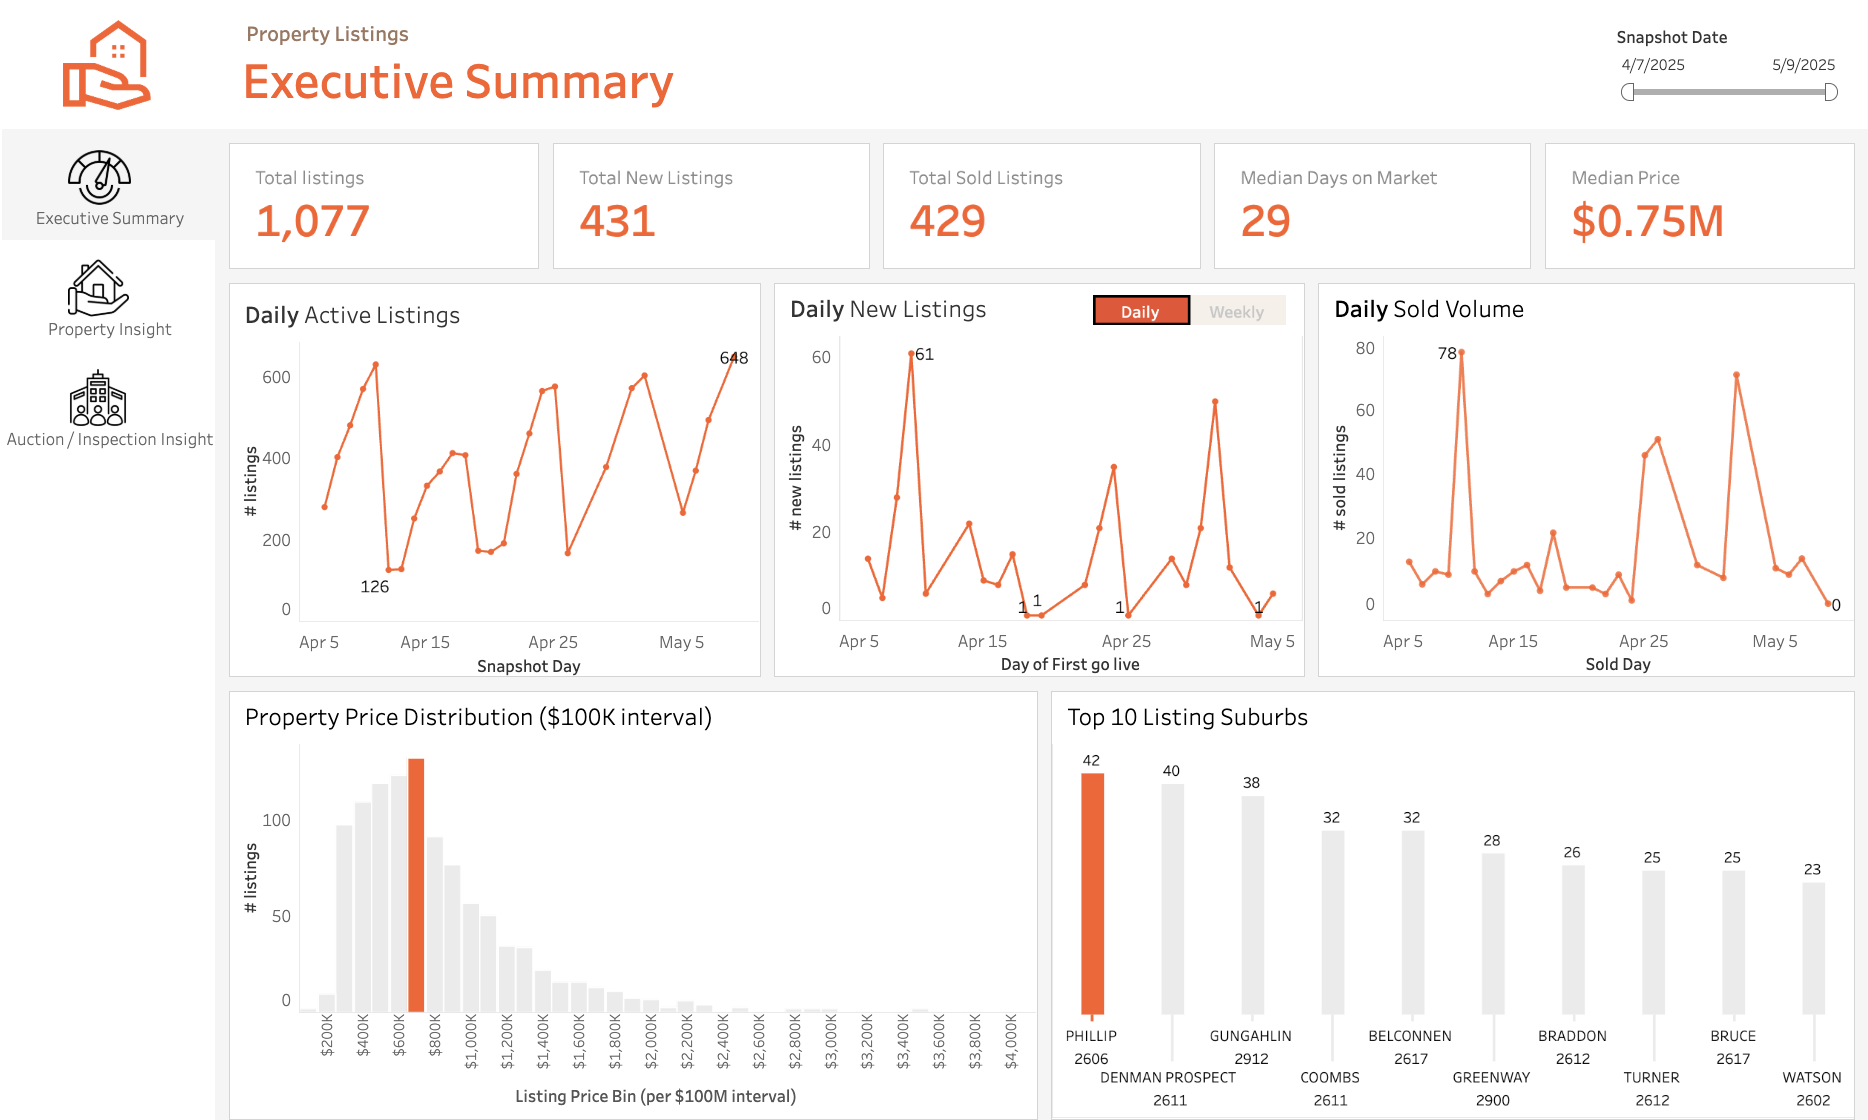 Property Listings
Executive Summary
Snapshot Date
4/7/2025 5/9/2025
Executive Summary
Property Insight
Auction / Inspection Insight
Total listings
1,077
Total New Listings
431
Total Sold Listings
429
Median Days on Market
29
Median Price
$0.75M
Daily Active Listings
# listings
600
400
200
0
648
126
Apr 5 Apr 15 Apr 25 May 5
Snapshot Day
Daily New Listings
Daily Weekly
# new listings
60
40
20
0
61
1 1 1 1
Apr 5 Apr 15 Apr 25 May 5
Day of First go live
Daily Sold Volume
# sold listings
80
60
40
20
0
78
0
Apr 5 Apr 15 Apr 25 May 5
Sold Day
Property Price Distribution ($100K interval)
# listings
100
50
0
$200K $400K $600K $800K $1,000K $1,200K $1,400K $1,600K $1,800K $2,000K $2,200K $2,400K $2,600K $2,800K $3,000K $3,200K $3,400K $3,600K $3,800K $4,000K
Listing Price Bin (per $100M interval)
Top 10 Listing Suburbs
42 40 38 32 32 28 26 25 25 23
PHILLIP GUNGAHLIN BELCONNEN BRADDON BRUCE
2606 2912 2617 2612 2617
DENMAN PROSPECT COOMBS GREENWAY TURNER WATSON
2611 2611 2900 2612 2602